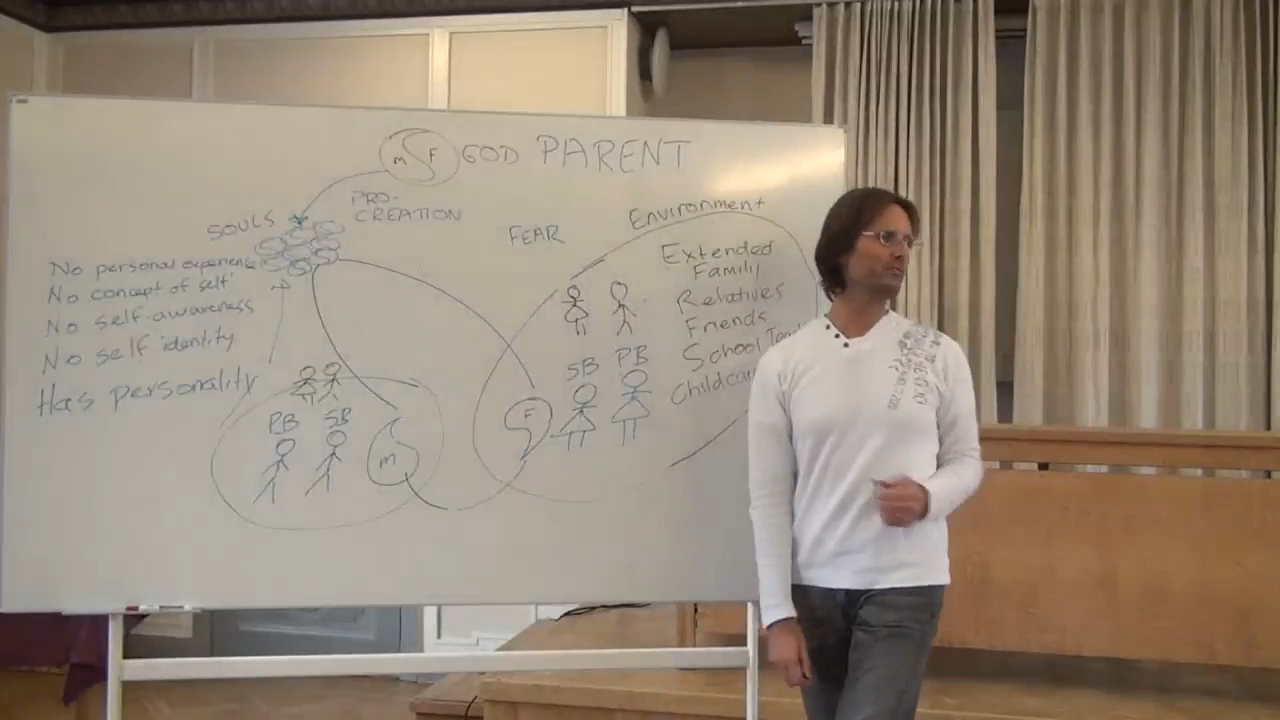 M F GOD PARENT
PRO-
CREATION
SOULS
No personal experience
No concept of self
No self-awareness
No self identity
Has personality
PB SB
M
FEAR
Environment
Extended
Family
Relatives
Friends
School
SB PB
F